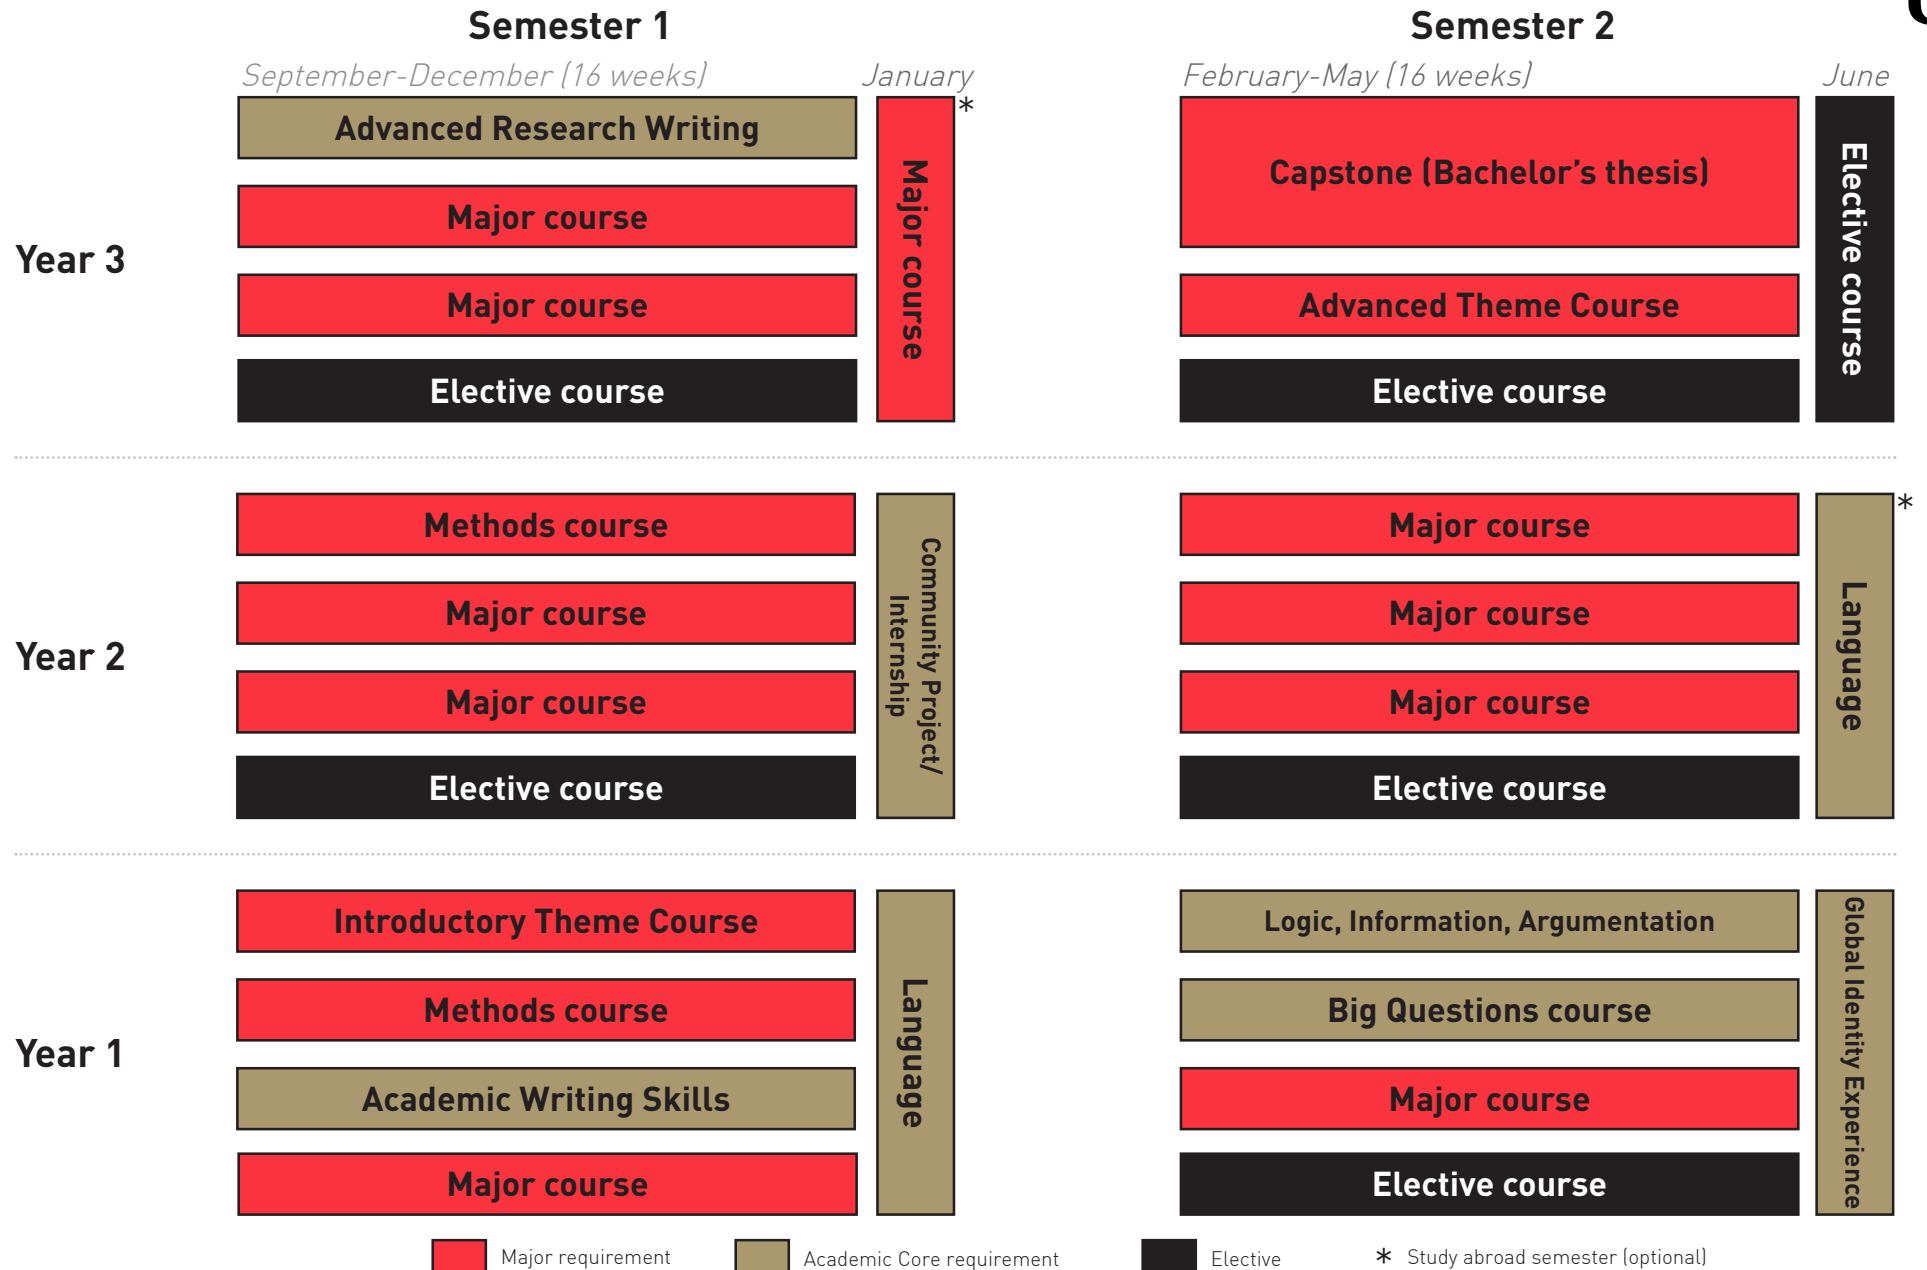 Semester 1
Semester 2
September-December (16 weeks)
January
February-May (16 weeks)
June
Year 3
Advanced Research Writing
Major course
Major course
Elective course
Major course
*
Capstone (Bachelor's thesis)
Advanced Theme Course
Elective course
Elective course
Year 2
Methods course
Major course
Major course
Elective course
Community Project/
Internship
Major course
Major course
Major course
Elective course
Language
*
Year 1
Introductory Theme Course
Methods course
Academic Writing Skills
Major course
Language
Logic, Information, Argumentation
Big Questions course
Major course
Elective course
Global Identity Experience
Major requirement
Academic Core requirement
Elective
* Study abroad semester (optional)